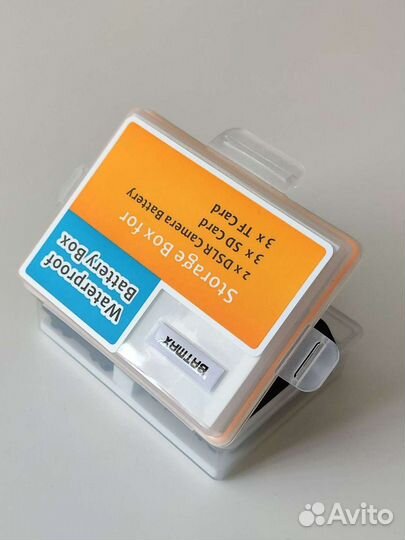 Waterproof
Battery Box
Storage Box for
2 x DSLR Camera Battery
3 x SD Card
3 x TF Card
BATMAX
Avito